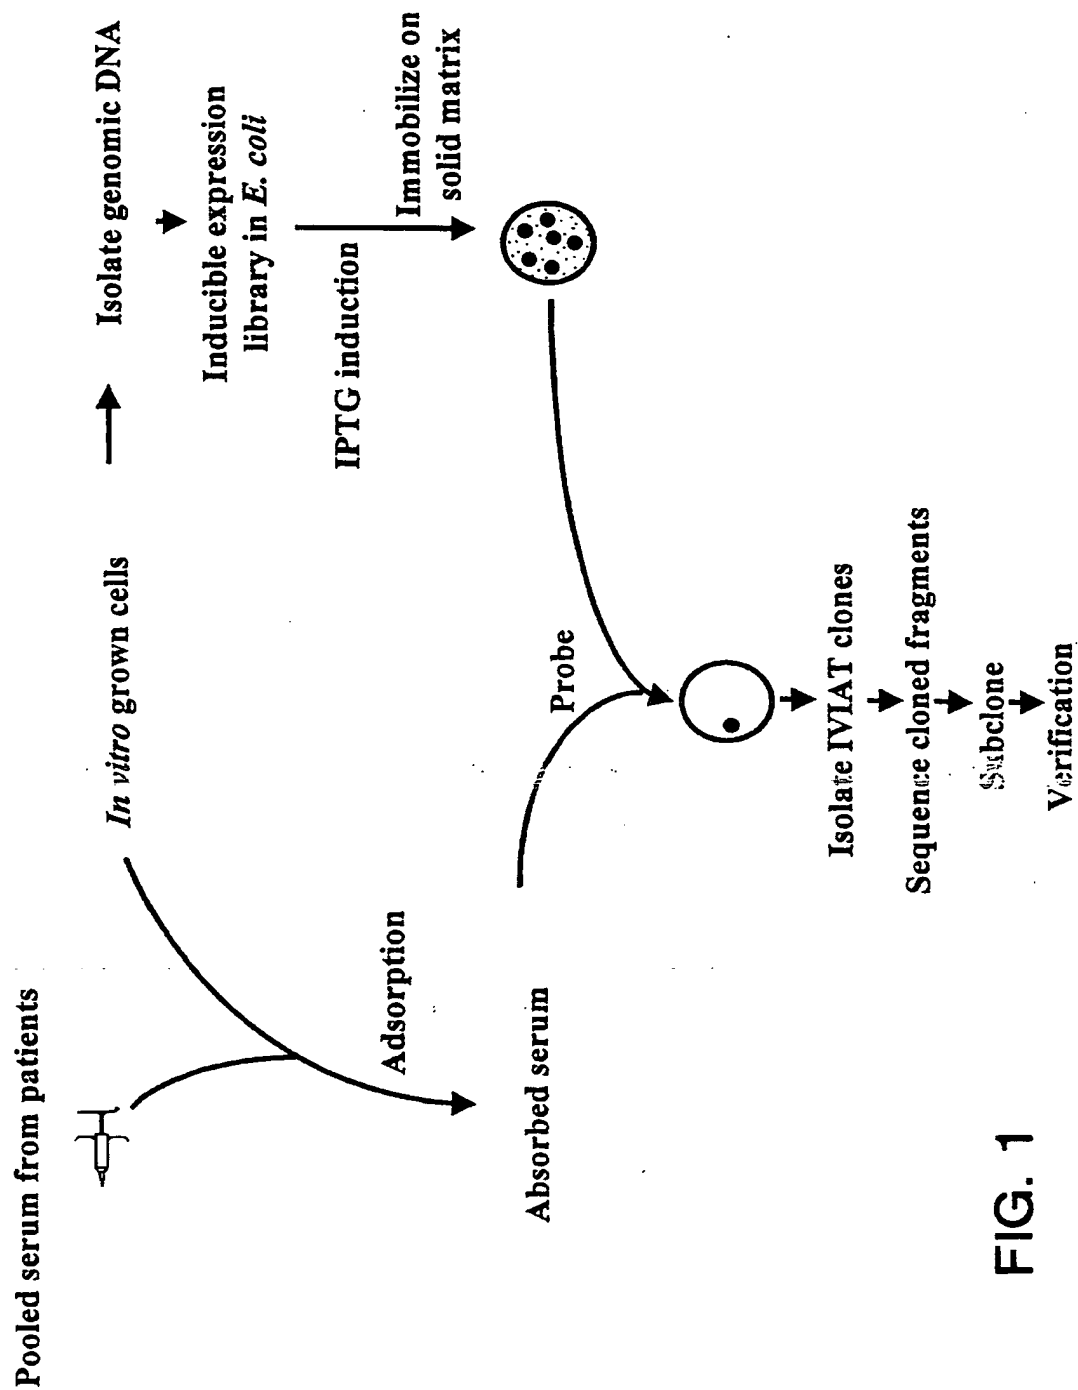 Pooled serum from patients
In vitro grown cells
Isolate genomic DNA
Inducible expression
library in E. coli
IPTG induction
Immobilize on
solid matrix
Adsorption
Absorbed serum
Probe
Isolate IVIAT clones
Sequence cloned fragments
Subclone
Verification
FIG. 1